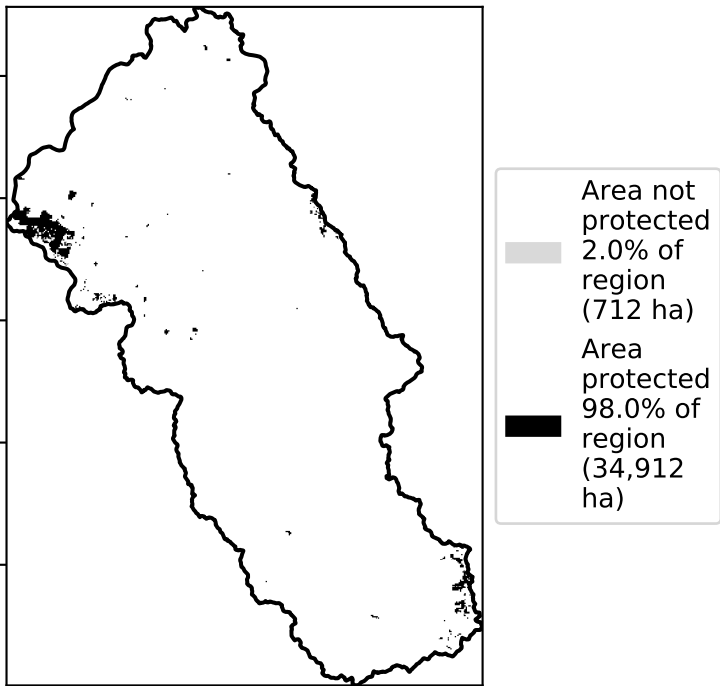 Area not
protected
2.0% of
region
(712 ha)
Area
protected
98.0% of
region
(34,912
ha)